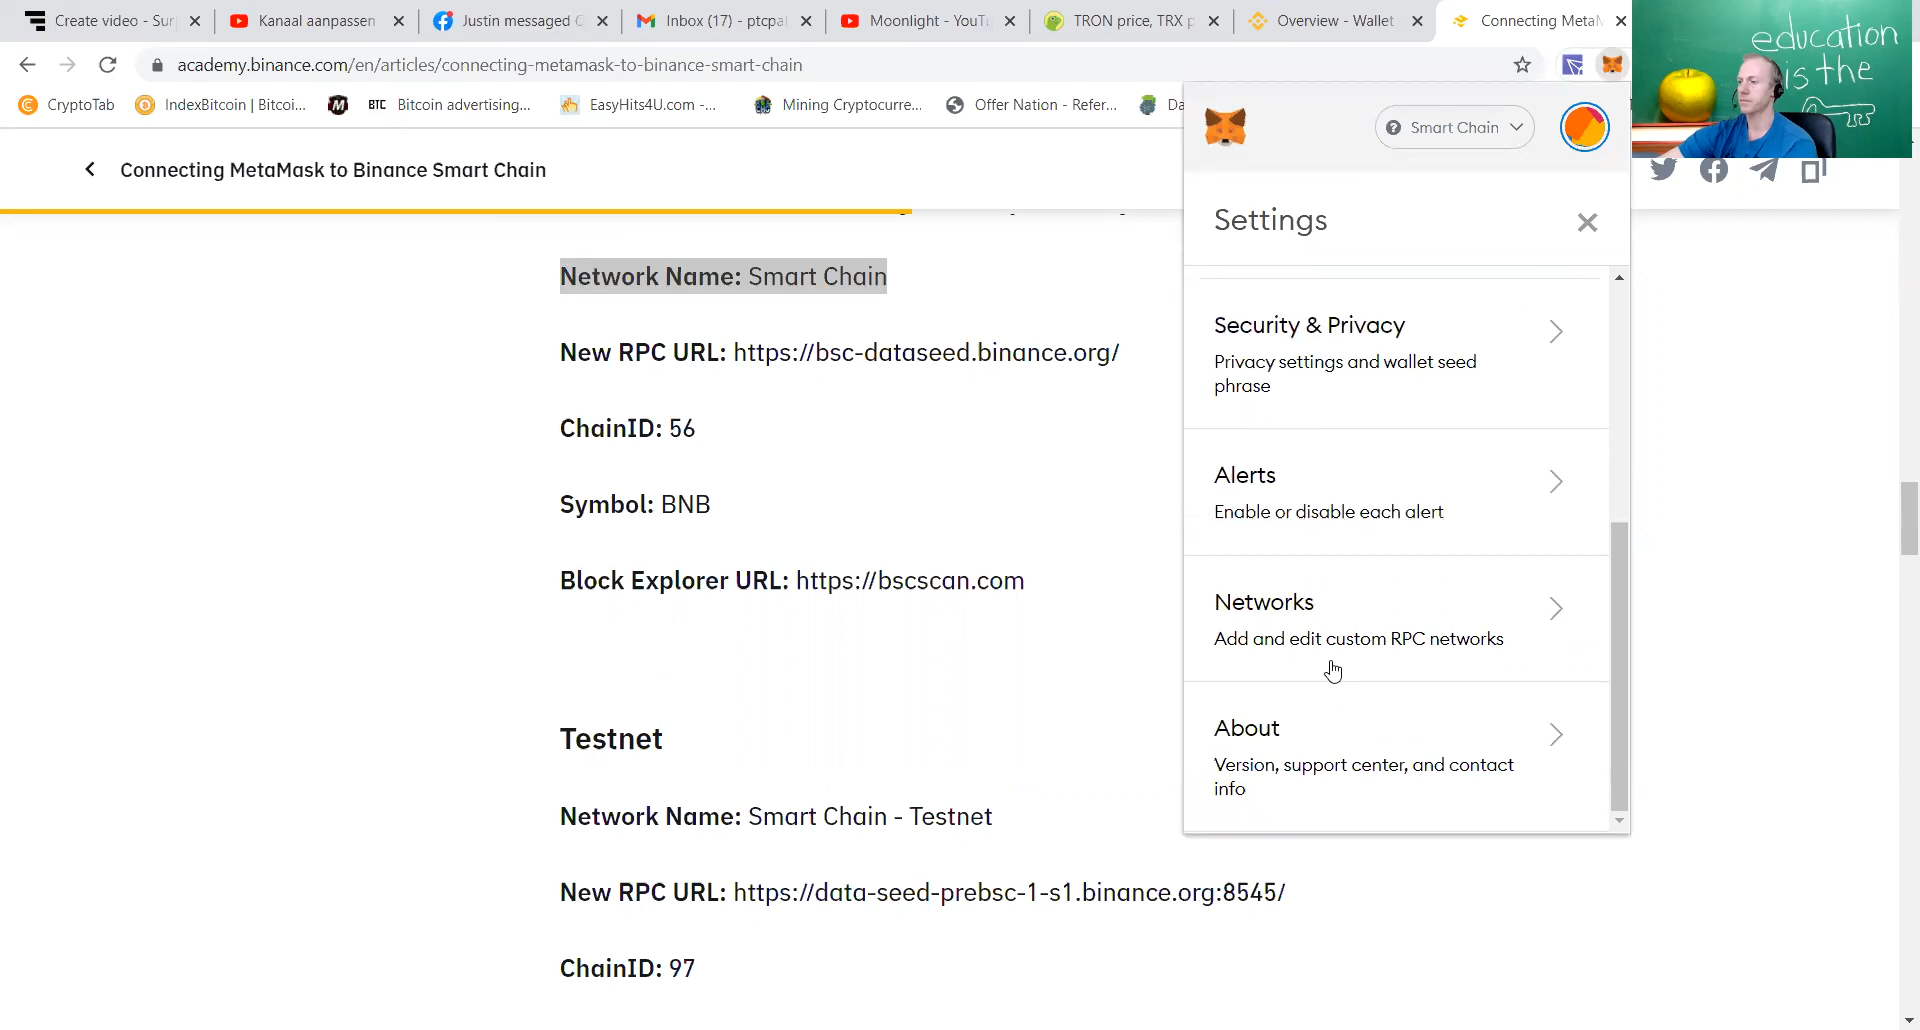 Create video - Sur
Kanaal aanpassen
Justin messaged
Inbox (17) - ptcpa
Moonlight - YouTu
TRON price, TRX p
Overview - Wallet
Connecting MetaM
academy.binance.com/en/articles/connecting-metamask-to-binance-smart-chain
CryptoTab
IndexBitcoin | Bitcoi...
BTC Bitcoin advertising...
EasyHits4U.com -...
Mining Cryptocurre...
Offer Nation - Refer...
Da
education
is the
Smart Chain
Connecting MetaMask to Binance Smart Chain
Settings
Network Name: Smart Chain
New RPC URL: https://bsc-dataseed.binance.org/
ChainID: 56
Symbol: BNB
Block Explorer URL: https://bscscan.com
Testnet
Network Name: Smart Chain - Testnet
New RPC URL: https://data-seed-prebsc-1-s1.binance.org:8545/
ChainID: 97
Security & Privacy
Privacy settings and wallet seed
phrase
Alerts
Enable or disable each alert
Networks
Add and edit custom RPC networks
About
Version, support center, and contact
info